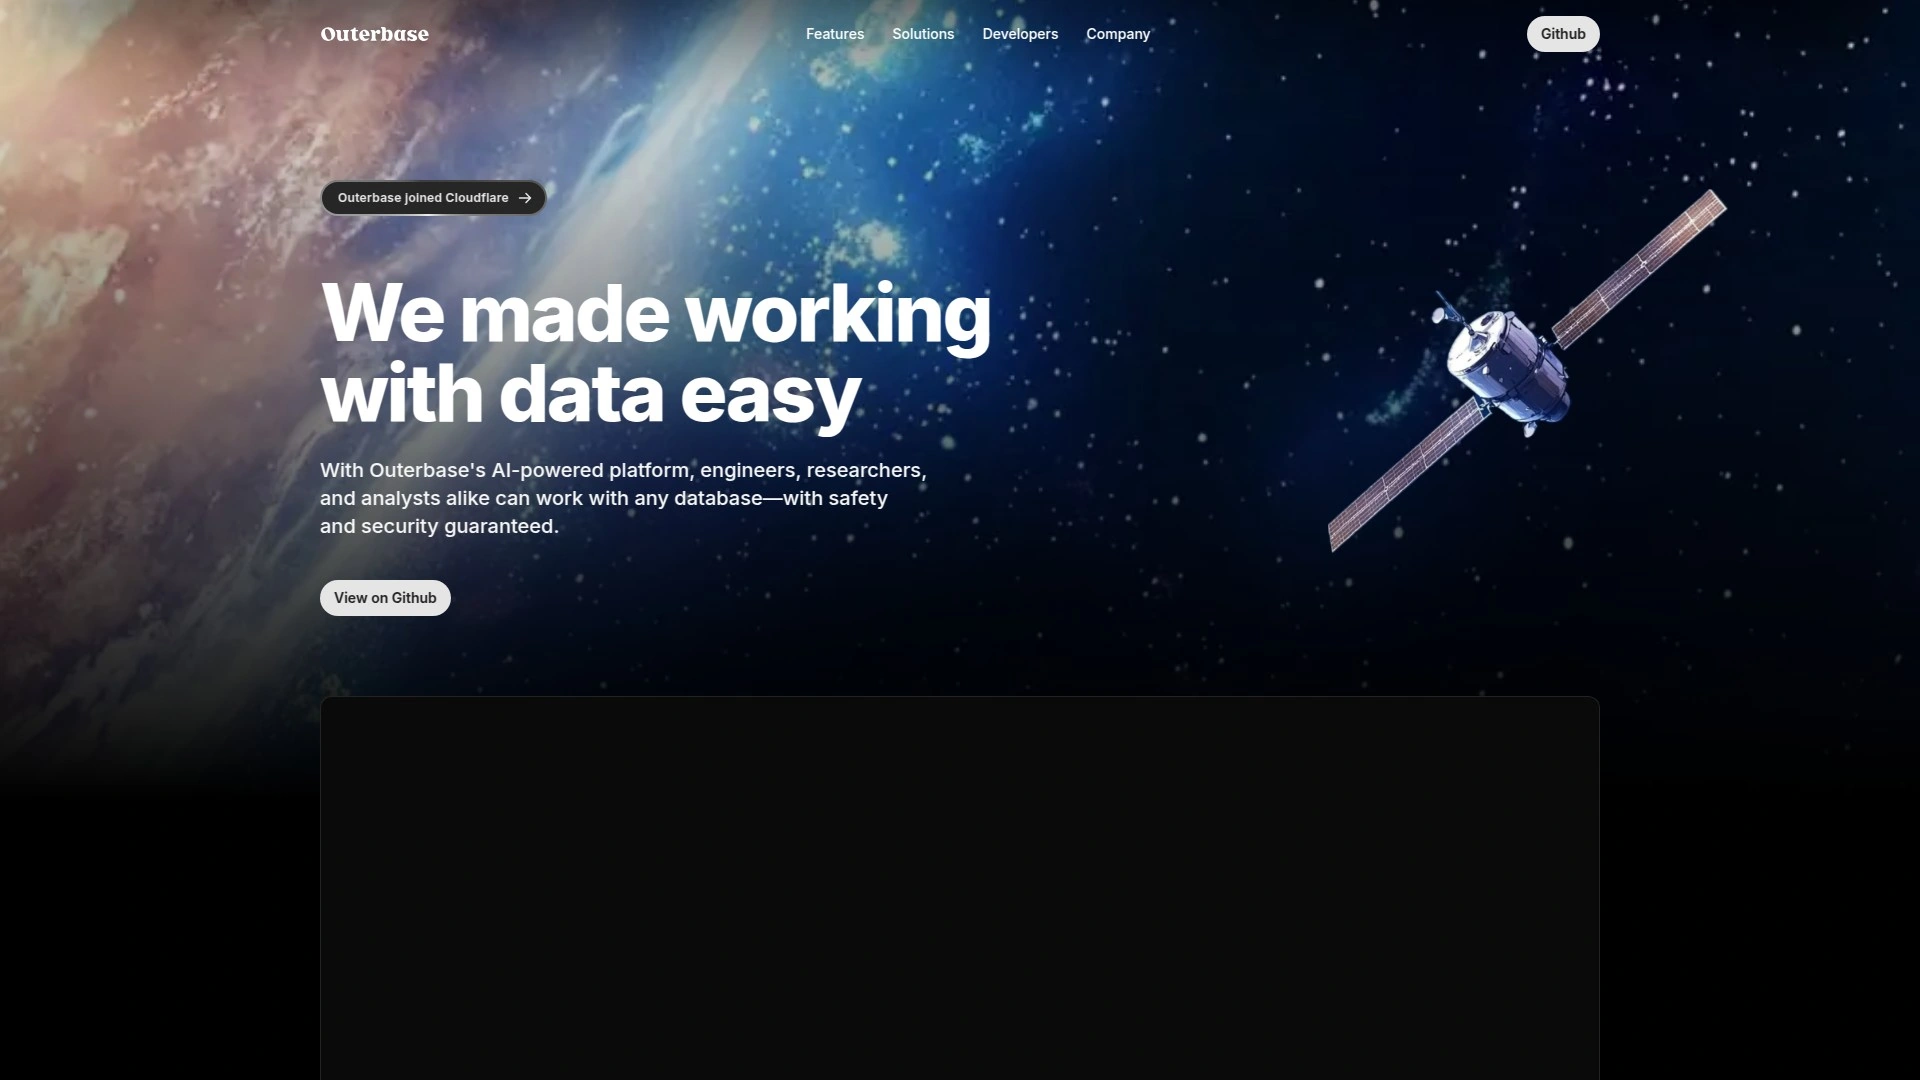 Outerbase
Features
Solutions
Developers
Company
Github
Outerbase joined Cloudflare
We made working
with data easy
With Outerbase's AI-powered platform, engineers, researchers,
and analysts alike can work with any database—with safety
and security guaranteed.
View on Github